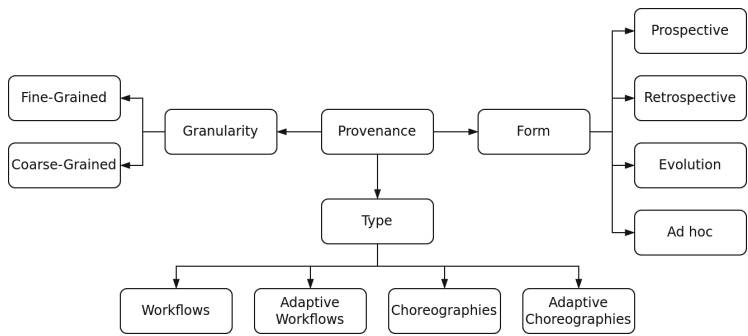 Prospective
Fine-Grained
Retrospective
Granularity
Provenance
Form
Coarse-Grained
Evolution
Type
Ad hoc
Workflows
Adaptive
Workflows
Choreographies
Adaptive
Choreographies